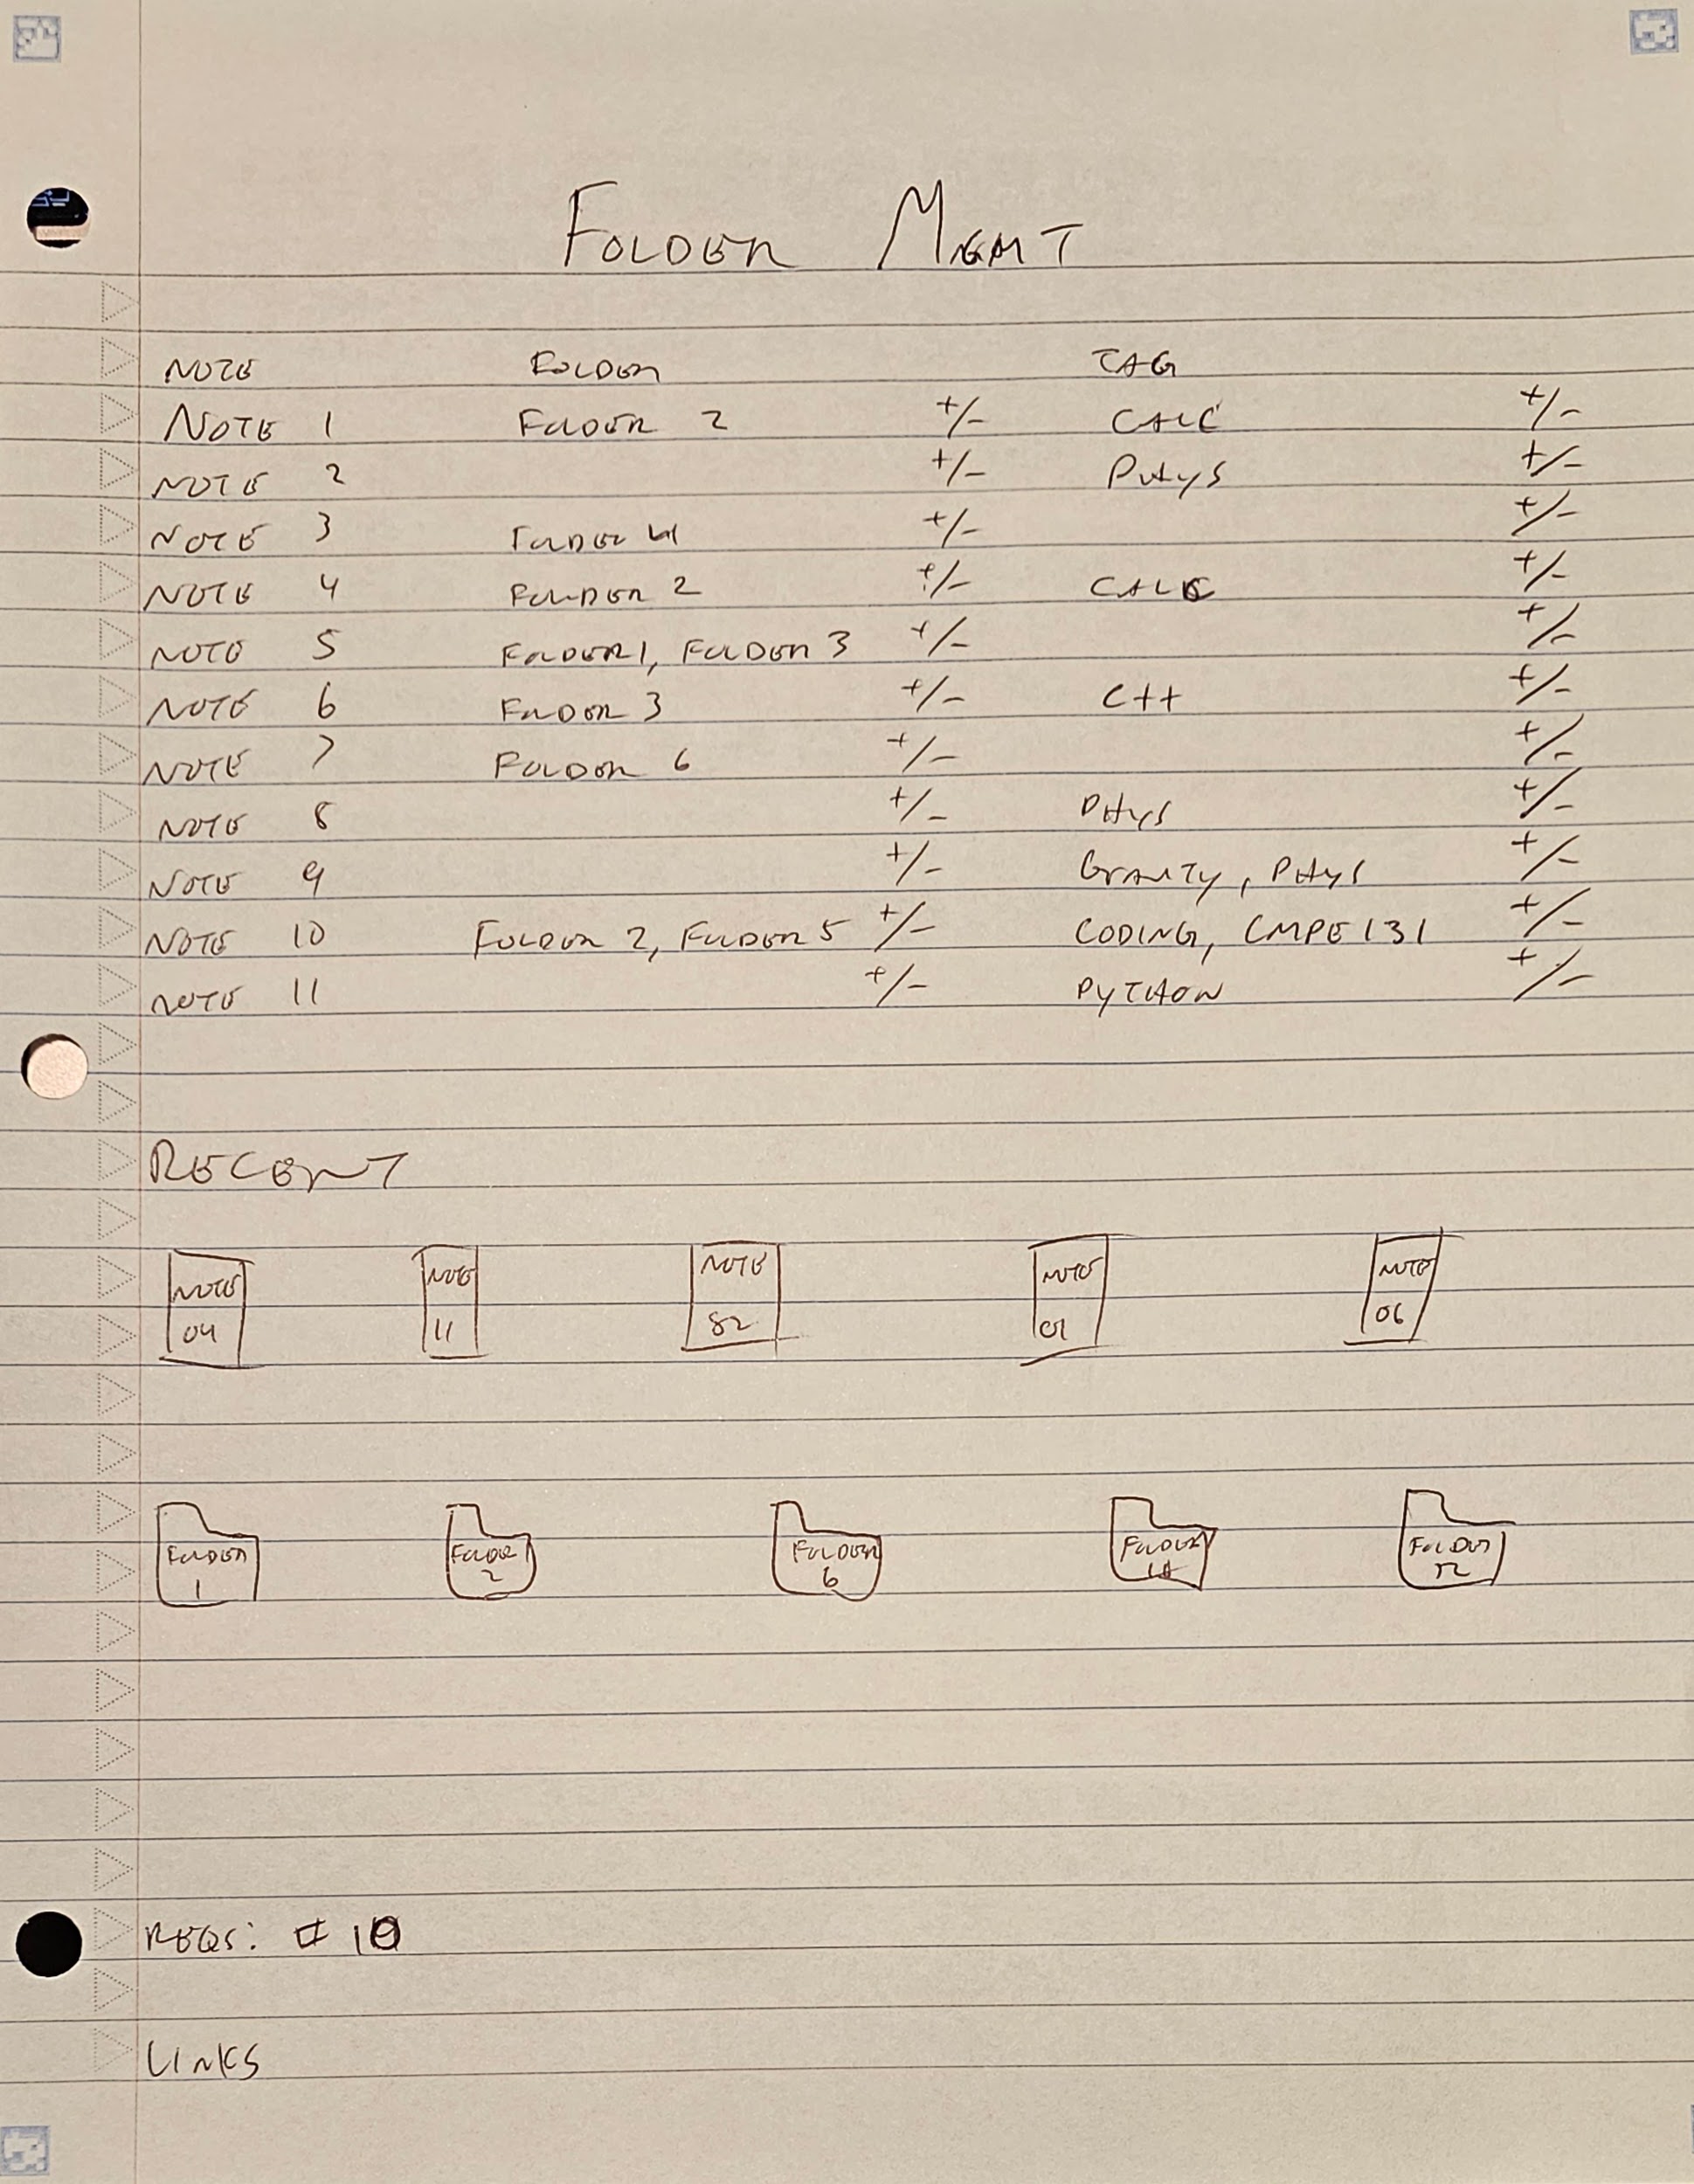 FOLDER MGMT
NOTE FOLDER TAG
NOTE 1 FOLDER 2 +/- CALC +/-
NOTE 2 +/- PHYS +/-
NOTE 3 FOLDER 4 +/- +/-
NOTE 4 FOLDER 2 +/- CALC +/-
NOTE 5 FOLDER 1, FOLDER 3 +/- +/-
NOTE 6 FOLDER 3 +/- C++ +/-
NOTE 7 FOLDER 6 +/- +/-
NOTE 8 +/- PHYS +/-
NOTE 9 +/- GRAVITY, PHYS +/-
NOTE 10 FOLDER 2, FOLDER 5 +/- CODING, CMPE 131 +/-
NOTE 11 +/- PYTHON +/-
RECENT
NOTE NOTE NOTE NOTE NOTE
04 11 82 01 06
FOLDER FOLDER FOLDER FOLDER FOLDER
1 2 6
REQS: # 10
LINKS